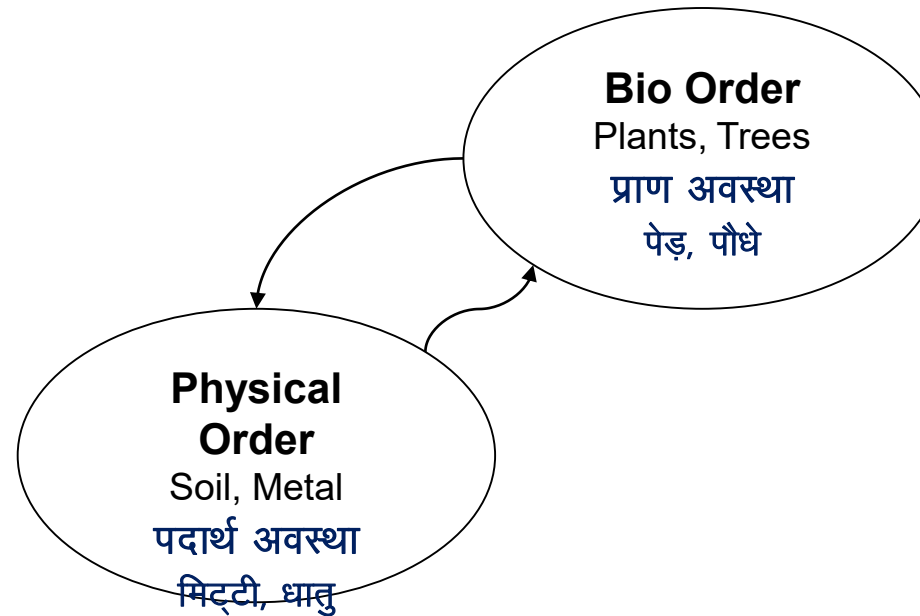 Bio Order
Plants, Trees
प्राण अवस्था
पेड़, पौधे
Physical
Order
Soil, Metal
पदार्थ अवस्था
मिट्टी, धातु